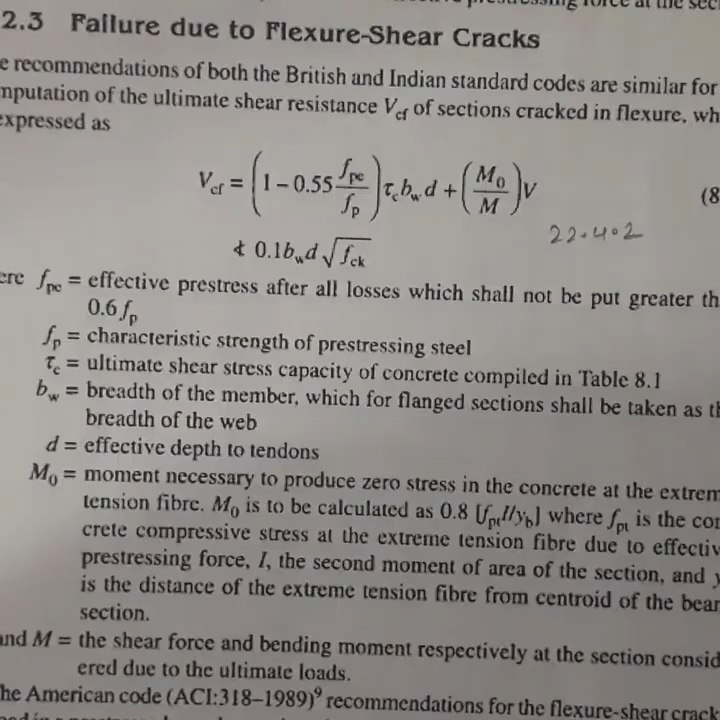 prestressing force at the sec
2.3 Failure due to Flexure-Shear Cracks
e recommendations of both the British and Indian standard codes are similar for
mputation of the ultimate shear resistance V_cf of sections cracked in flexure, wh
expressed as
V_cf = (1 − 0.55 f_pe / f_p) τ_c b_w d + (M_0 / M) V (8
≮ 0.1b_w d √f_ck
22.4.2
ere f_pe = effective prestress after all losses which shall not be put greater th
0.6 f_p
f_p = characteristic strength of prestressing steel
τ_c = ultimate shear stress capacity of concrete compiled in Table 8.1
b_w = breadth of the member, which for flanged sections shall be taken as th
breadth of the web
d = effective depth to tendons
M_0 = moment necessary to produce zero stress in the concrete at the extrem
tension fibre. M_0 is to be calculated as 0.8 [f_pt I/y_b] where f_pt is the con
crete compressive stress at the extreme tension fibre due to effectiv
prestressing force, I, the second moment of area of the section, and y
is the distance of the extreme tension fibre from centroid of the bear
section.
and M = the shear force and bending moment respectively at the section consid
ered due to the ultimate loads.
he American code (ACI:318–1989)⁹ recommendations for the flexure-shear crack